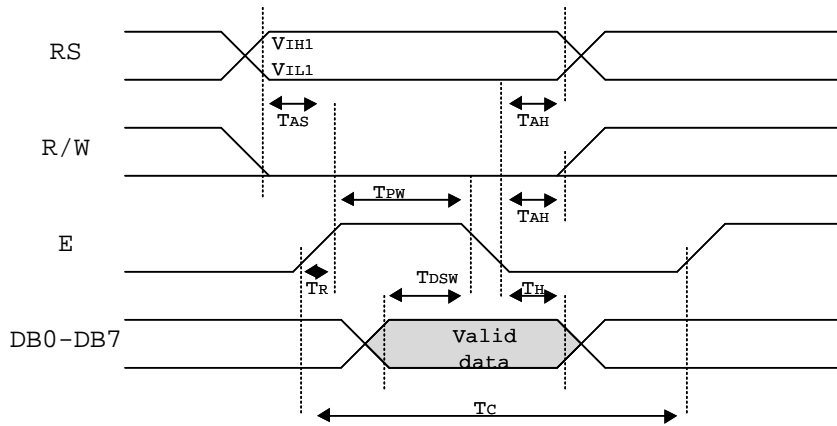 RS
VIH1
VIL1
TAS
TAH
R/W
TPW
TAH
E
TR
TDSW
TH
DB0-DB7
Valid
data
TC